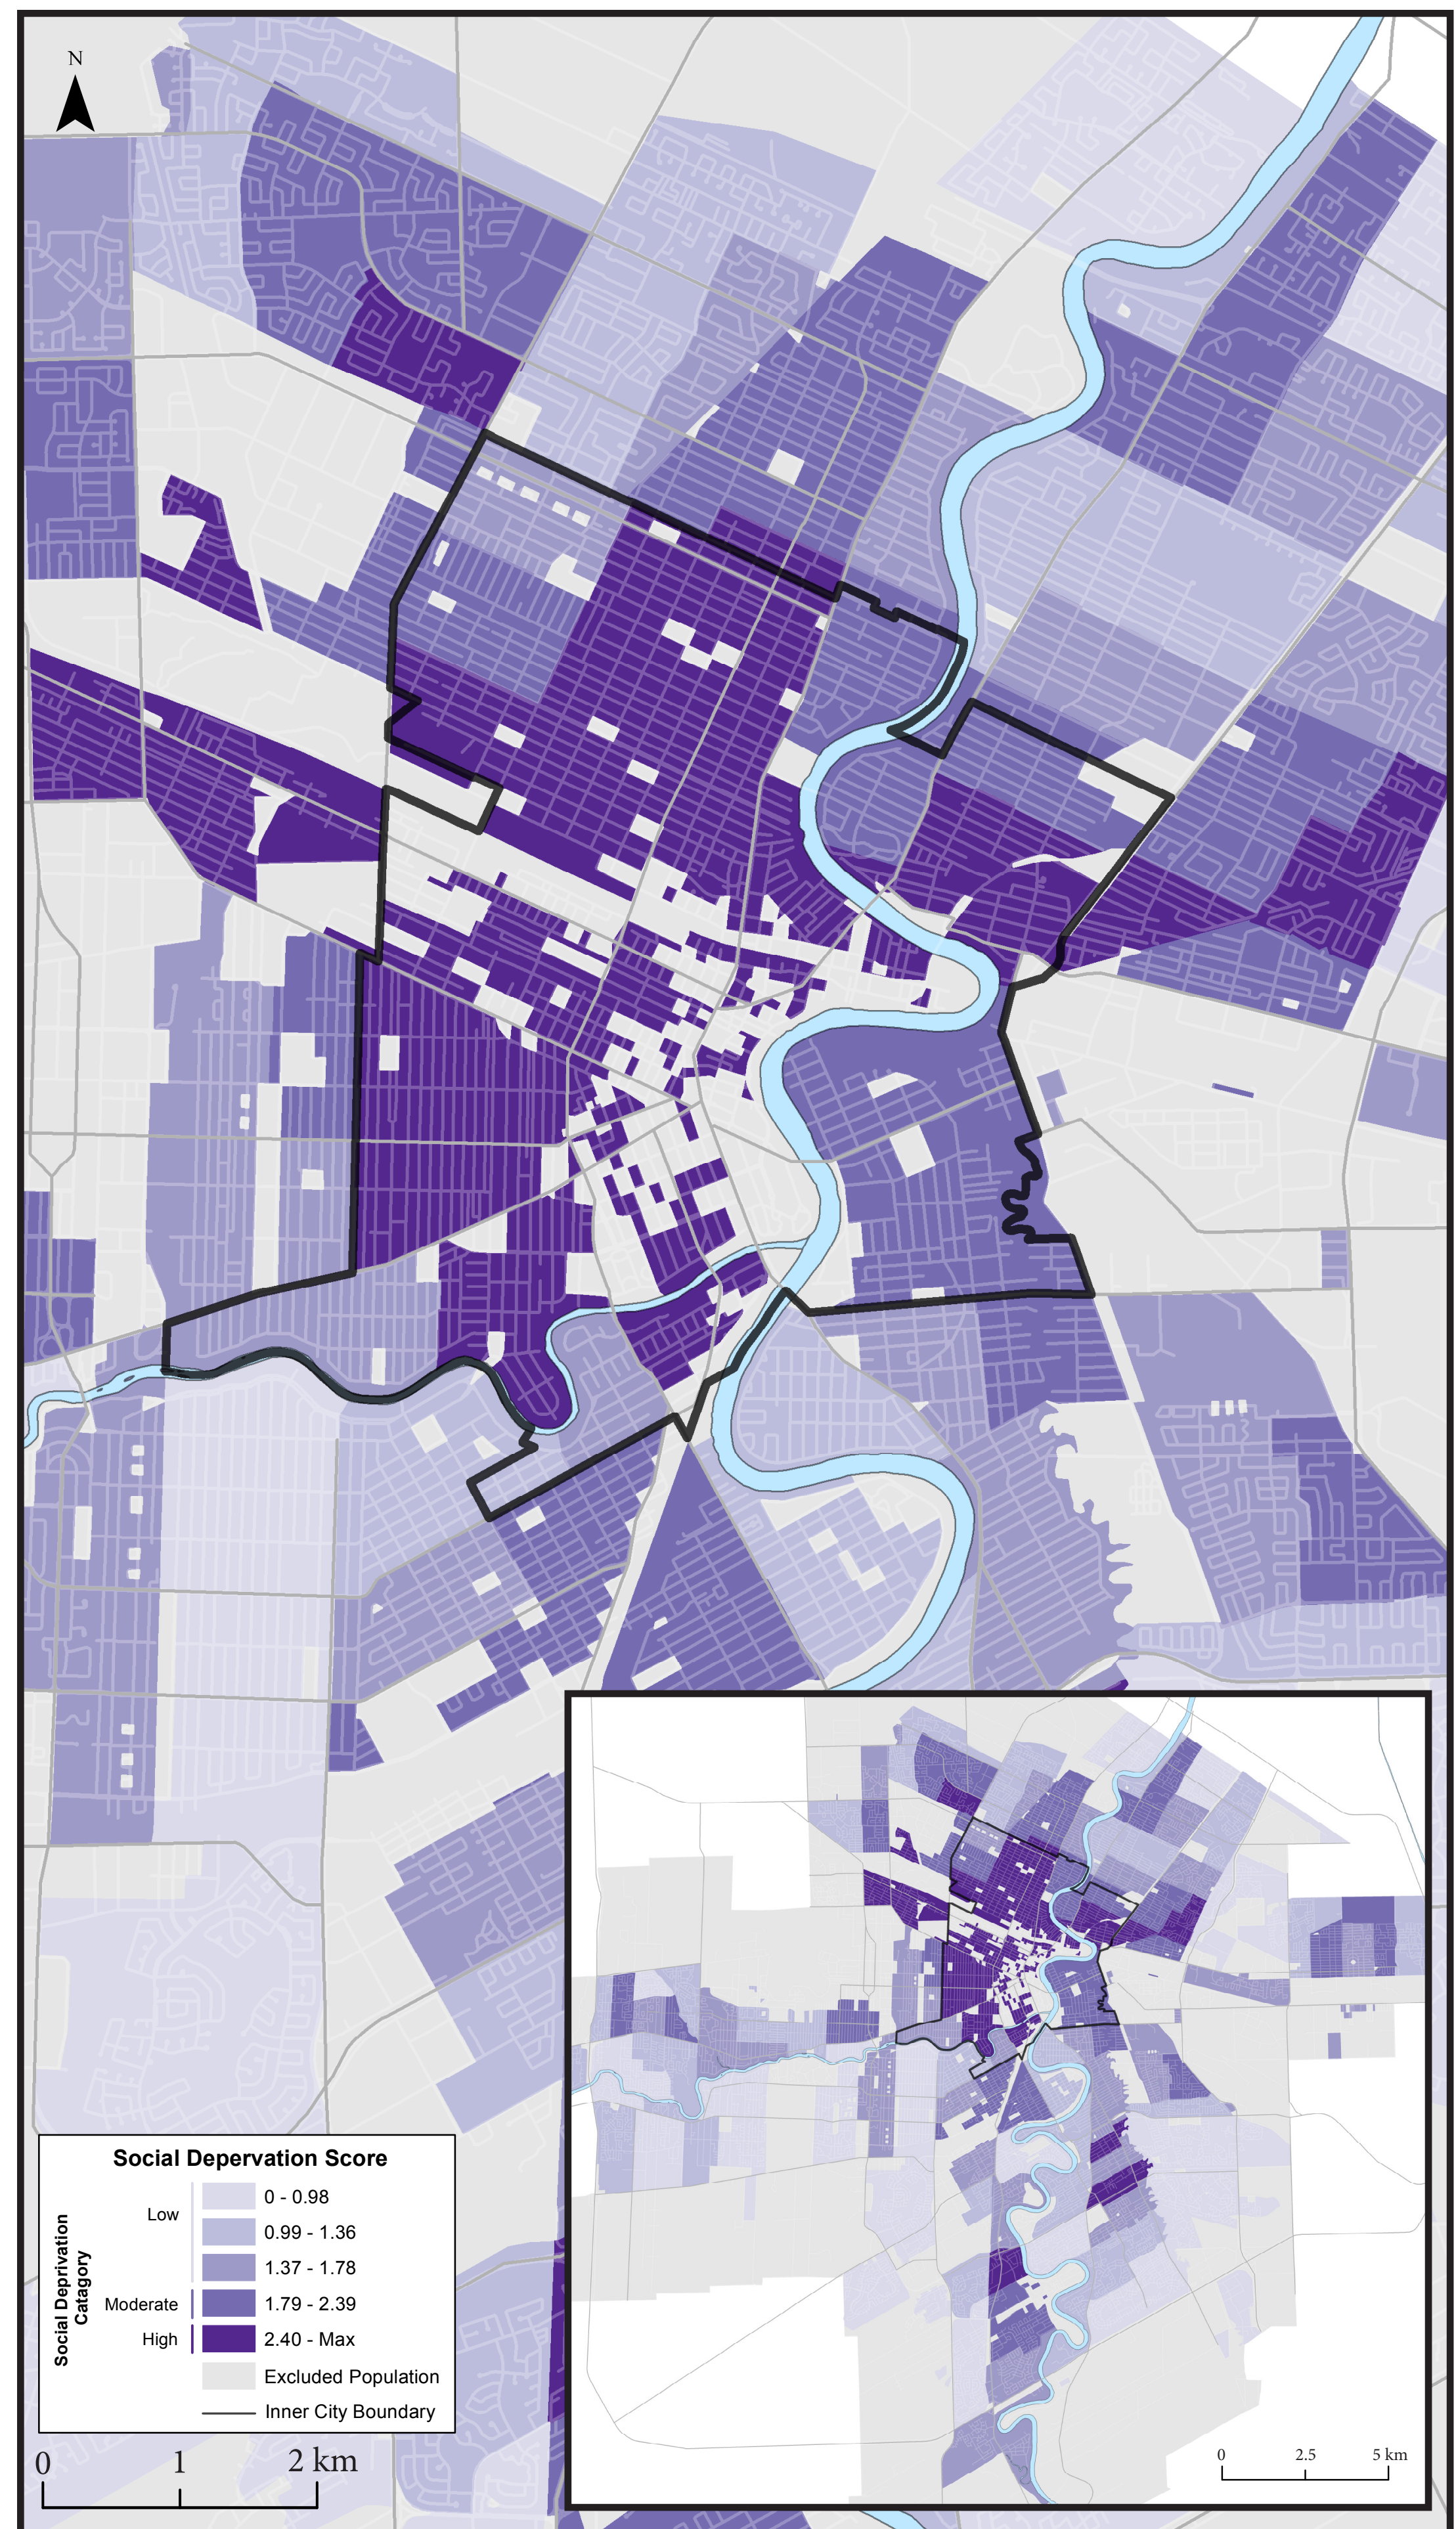 N
Social Depervation Score
Social Deprivation
Catagory
Low
0 - 0.98
0.99 - 1.36
1.37 - 1.78
Moderate
1.79 - 2.39
High
2.40 - Max
Excluded Population
Inner City Boundary
0 1 2 km
0 2.5 5 km